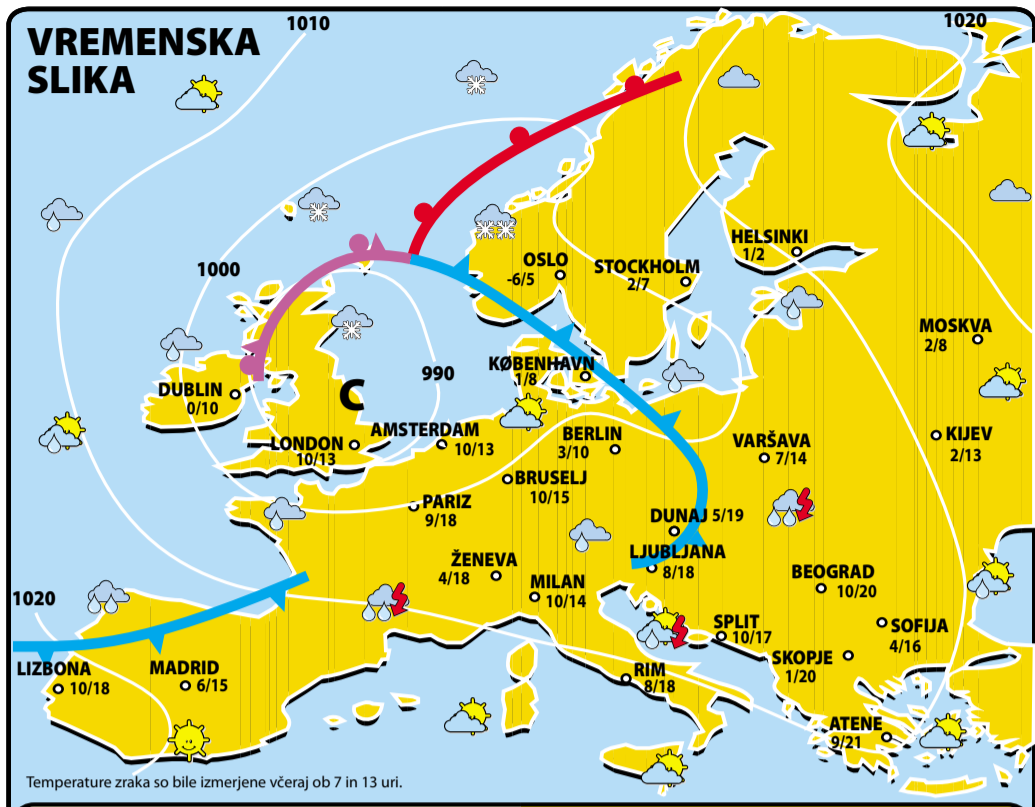 VREMENSKA
SLIKA
1010
1020
1000
990
1020
OSLO
-6/5
STOCKHOLM
2/7
HELSINKI
1/2
MOSKVA
2/8
KØBENHAVN
1/8
DUBLIN
0/10
C
LONDON
10/13
AMSTERDAM
10/13
BERLIN
3/10
VARŠAVA
7/14
KIJEV
2/13
BRUSELJ
10/15
PARIZ
9/18
DUNAJ 5/19
LJUBLJANA
8/18
ŽENEVA
4/18
MILAN
10/14
BEOGRAD
10/20
SPLIT
10/17
SOFIJA
4/16
SKOPJE
1/20
LIZBONA
10/18
MADRID
6/15
RIM
8/18
ATENE
9/21
Temperature zraka so bile izmerjene včeraj ob 7 in 13 uri.